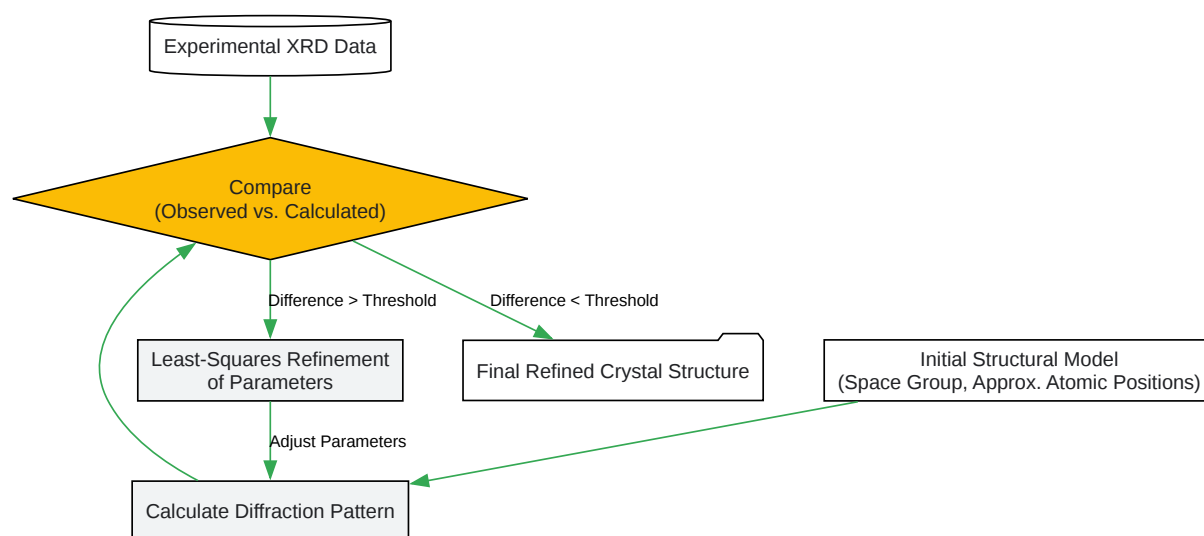 Experimental XRD Data
Compare
(Observed vs. Calculated)
Difference > Threshold
Difference < Threshold
Least-Squares Refinement
of Parameters
Final Refined Crystal Structure
Initial Structural Model
(Space Group, Approx. Atomic Positions)
Adjust Parameters
Calculate Diffraction Pattern